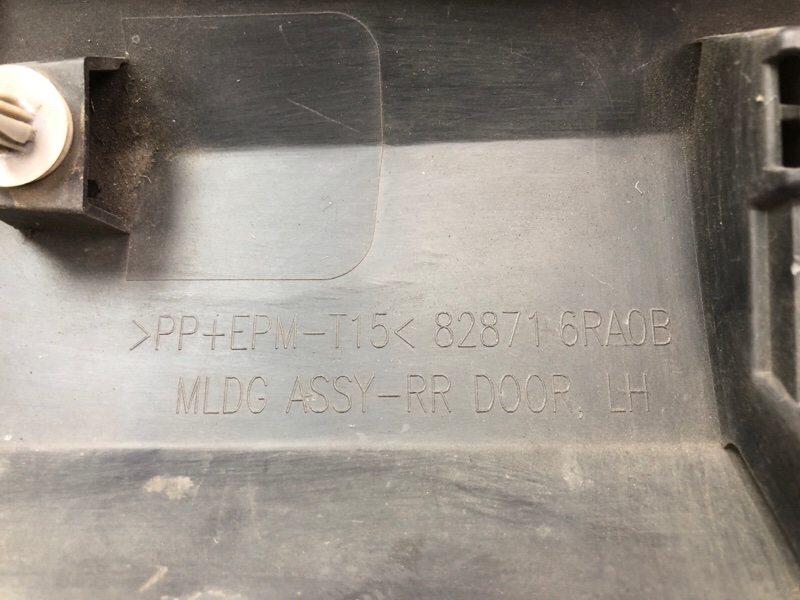 >PP+EPM-T15< 82871 6RA0B
MLDG ASSY-RR DOOR, LH